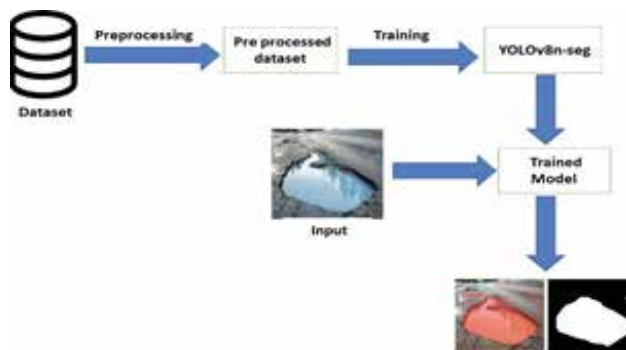 Preprocessing
Pre processed
dataset
Training
YOLOv8n-seg
Dataset
Trained
Model
Input